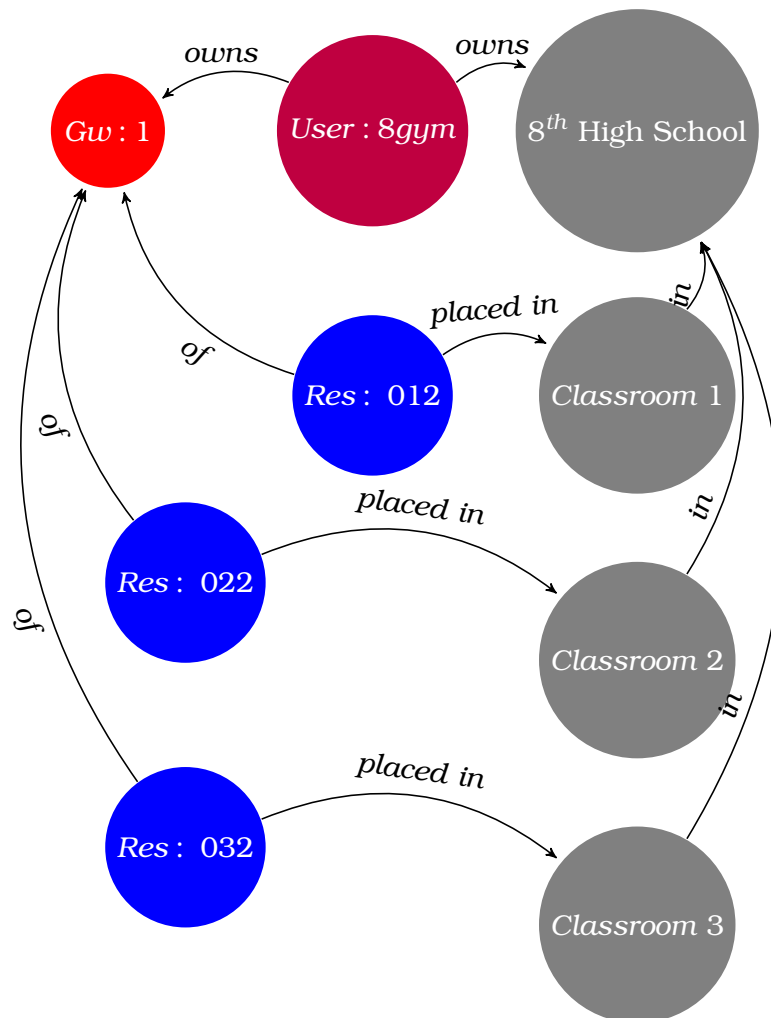 owns
owns
Gw : 1
User : 8gym
8th High School
placed in
in
of
Res : 012
Classroom 1
of
placed in
in
Res : 022
Classroom 2
of
in
placed in
Res : 032
Classroom 3